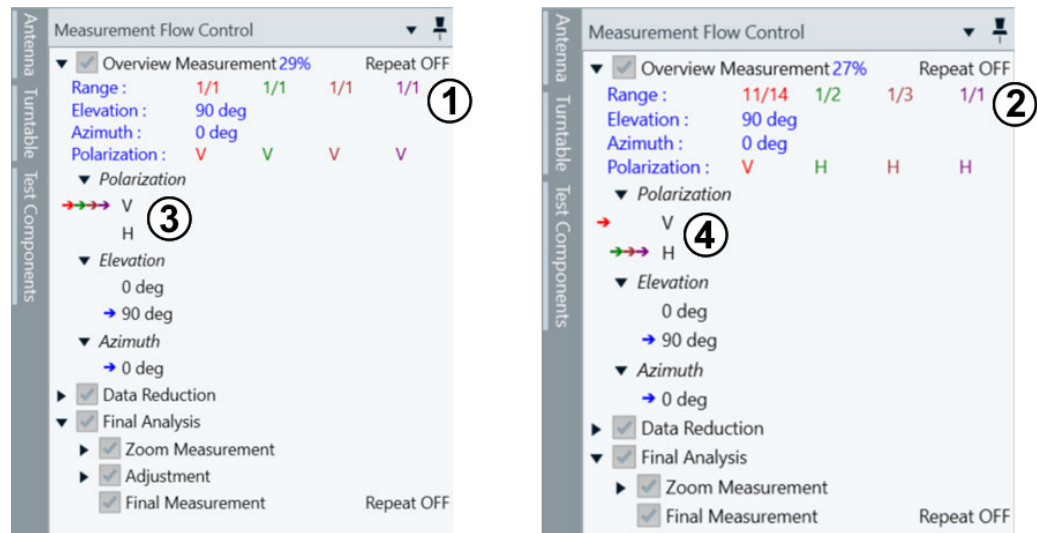 Antenna
Turntable
Test Components
Measurement Flow Control
Overview Measurement 29% Repeat OFF
Range : 1/1 1/1 1/1 1/1
1
Elevation : 90 deg
Azimuth : 0 deg
Polarization : V V V V
Polarization
V
3
H
Elevation
0 deg
90 deg
Azimuth
0 deg
Data Reduction
Final Analysis
Zoom Measurement
Adjustment
Final Measurement Repeat OFF
Antenna
Turntable
Test Components
Measurement Flow Control
Overview Measurement 27% Repeat OFF
Range : 11/14 1/2 1/3 1/1
2
Elevation : 90 deg
Azimuth : 0 deg
Polarization : V H H H
Polarization
V
4
H
Elevation
0 deg
90 deg
Azimuth
0 deg
Data Reduction
Final Analysis
Zoom Measurement
Final Measurement Repeat OFF